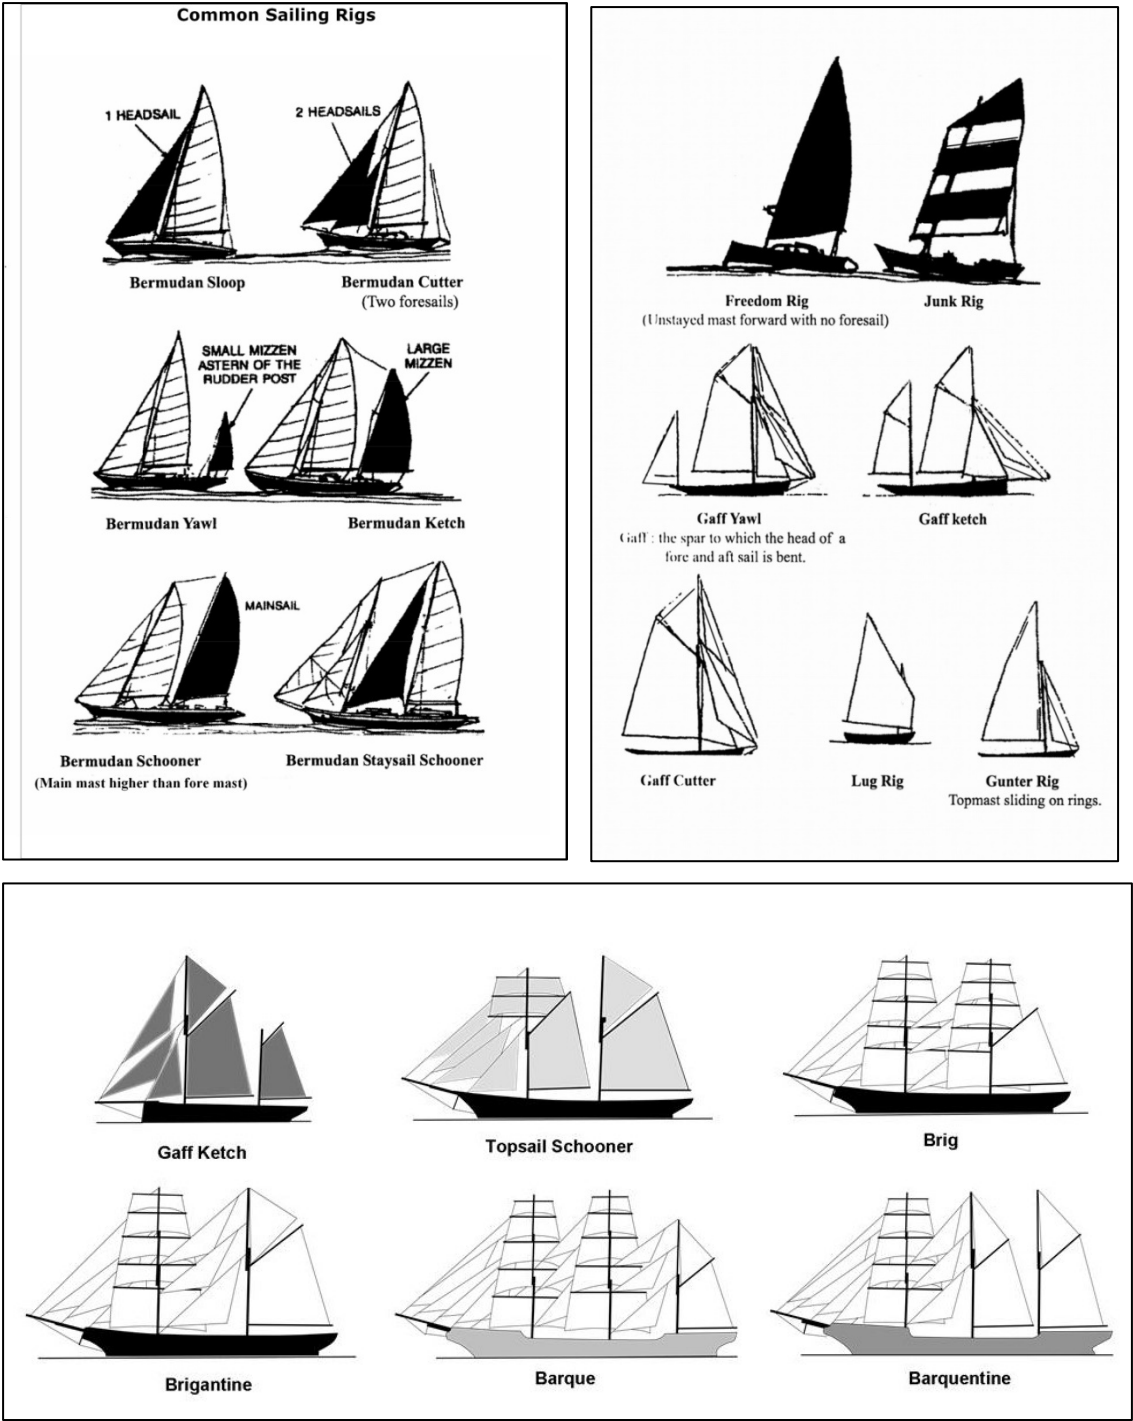 Common Sailing Rigs
1 HEADSAIL
2 HEADSAILS
Bermudan Sloop
Bermudan Cutter
(Two foresails)
SMALL MIZZEN
ASTERN OF THE
RUDDER POST
LARGE
MIZZEN
Bermudan Yawl
Bermudan Ketch
MAINSAIL
Bermudan Schooner
(Main mast higher than fore mast)
Bermudan Staysail Schooner
Freedom Rig
(Unstayed mast forward with no foresail)
Junk Rig
Gaff Yawl
Gaff : the spar to which the head of a
fore and aft sail is bent.
Gaff ketch
Gaff Cutter
Lug Rig
Gunter Rig
Topmast sliding on rings.
Gaff Ketch
Topsail Schooner
Brig
Brigantine
Barque
Barquentine